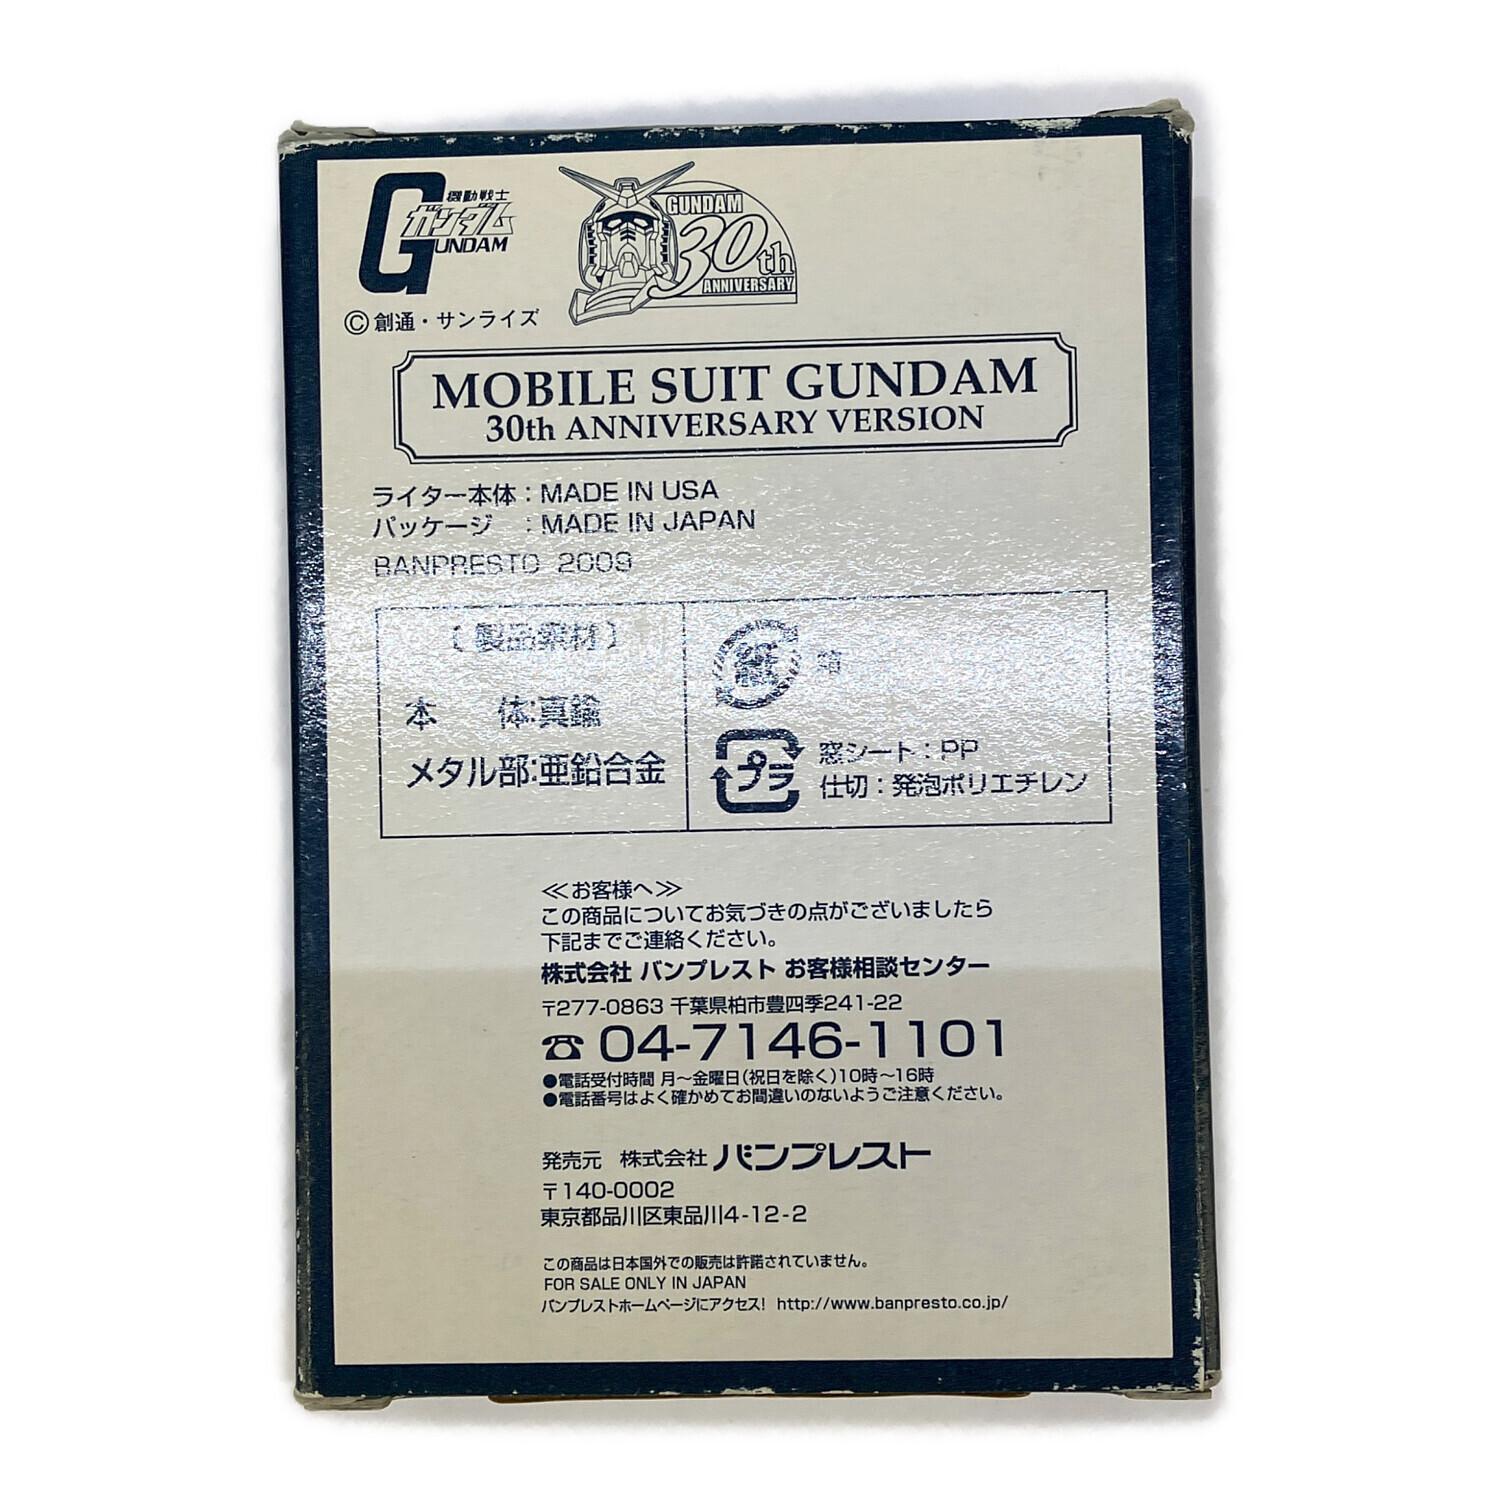 機動戦士
ガンダム
GUNDAM
GUNDAM
30th
ANNIVERSARY
Ⓒ創通・サンライズ
MOBILE SUIT GUNDAM
30th ANNIVERSARY VERSION
ライター本体：MADE IN USA
パッケージ　：MADE IN JAPAN
BANPRESTO 2009
〔 製品素材 〕
本　　体:真鍮
メタル部:亜鉛合金
紙 箱
プラ
窓シート：PP
仕切：発泡ポリエチレン
≪お客様へ≫
この商品についてお気づきの点がございましたら
下記までご連絡ください。
株式会社 バンプレスト お客様相談センター
〒277-0863 千葉県柏市豊四季241-22
☎ 04-7146-1101
●電話受付時間 月～金曜日(祝日を除く)10時～16時
●電話番号はよく確かめてお間違いのないようご注意ください。
発売元　株式会社 バンプレスト
〒140-0002
東京都品川区東品川4-12-2
この商品は日本国外での販売は許諾されていません。
FOR SALE ONLY IN JAPAN
バンプレストホームページにアクセス! http://www.banpresto.co.jp/